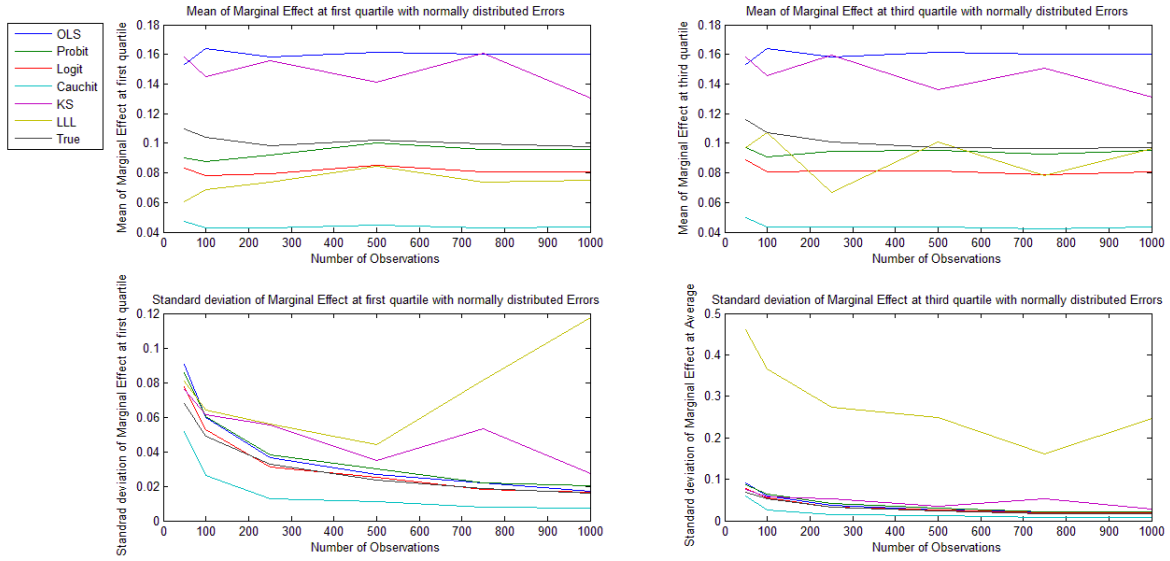 OLS
Probit
Logit
Cauchit
KS
LLL
True
Mean of Marginal Effect at first quartile with normally distributed Errors
Mean of Marginal Effect at first quartile
0.18
0.16
0.14
0.12
0.1
0.08
0.06
0.04
0 100 200 300 400 500 600 700 800 900 1000
Number of Observations
Mean of Marginal Effect at third quartile with normally distributed Errors
Mean of Marginal Effect at third quartile
0.18
0.16
0.14
0.12
0.1
0.08
0.06
0.04
0 100 200 300 400 500 600 700 800 900 1000
Number of Observations
Standard deviation of Marginal Effect at first quartile with normally distributed Errors
Standrad deviation of Marginal Effect at first quartile
0.12
0.1
0.08
0.06
0.04
0.02
0
0 100 200 300 400 500 600 700 800 900 1000
Number of Observations
Standard deviation of Marginal Effect at third quartile with normally distributed Errors
Standard deviation of Marginal Effect at Average
0.5
0.4
0.3
0.2
0.1
0
0 100 200 300 400 500 600 700 800 900 1000
Number of Observations